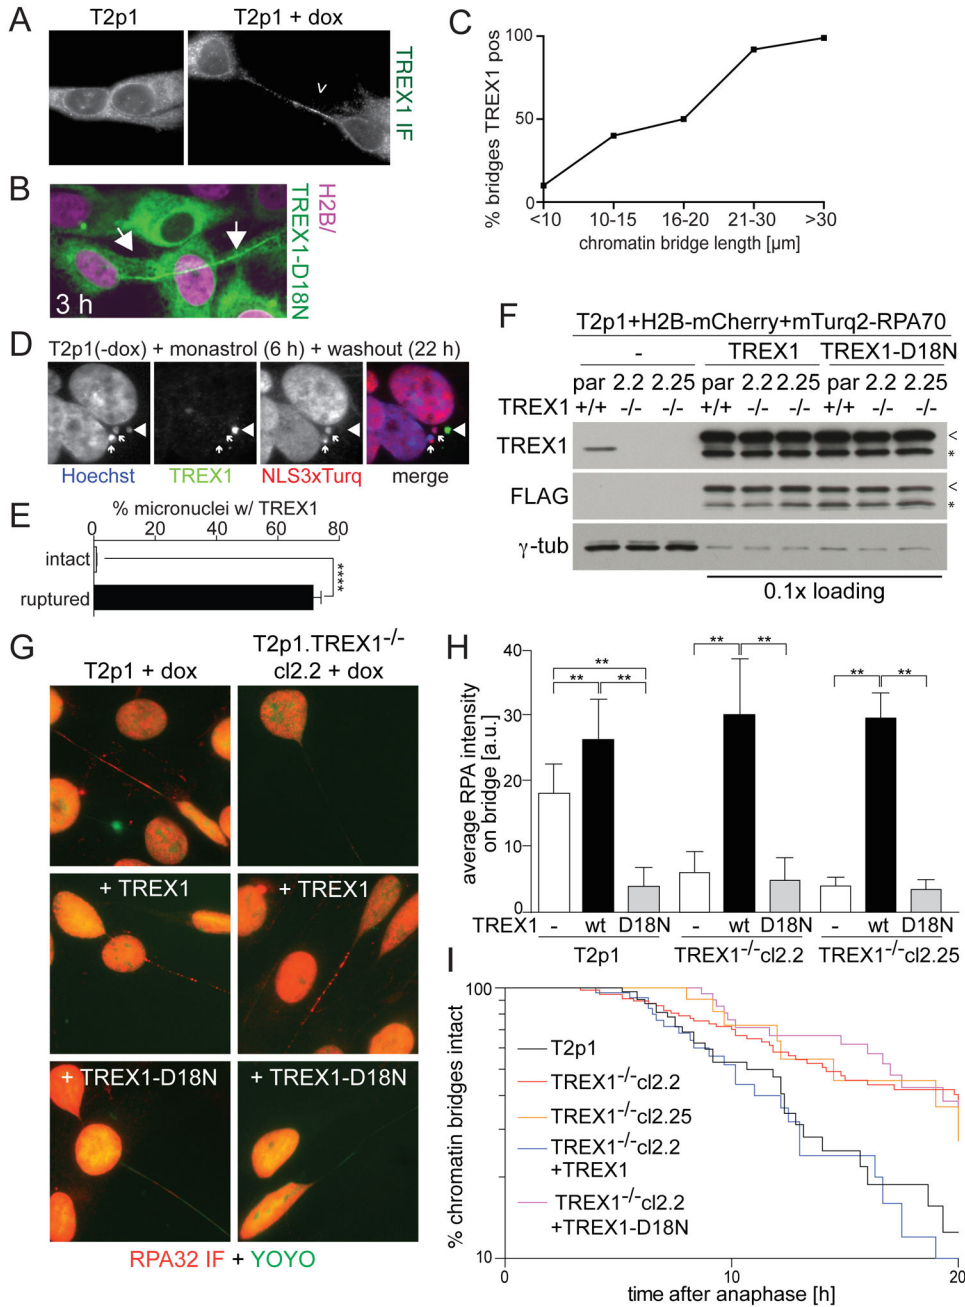 A
T2p1
T2p1 + dox
v
TREX1 IF
B
3 h
H2B/
TREX1-D18N
C
% bridges TREX1 pos
100
50
0
<10
10-15
16-20
21-30
>30
chromatin bridge length [µm]
D
T2p1(-dox) + monastrol (6 h) + washout (22 h)
Hoechst
TREX1
NLS3xTurq
merge
E
% micronuclei w/ TREX1
0 20 40 60 80
intact
ruptured
****
F
T2p1+H2B-mCherry+mTurq2-RPA70
- TREX1 TREX1-D18N
par 2.2 2.25 par 2.2 2.25 par 2.2 2.25
TREX1 +/+ -/- -/- +/+ -/- -/- +/+ -/- -/-
TREX1
<
*
FLAG
<
*
γ-tub
0.1x loading
G
T2p1 + dox
T2p1.TREX1-/-
cl2.2 + dox
+ TREX1
+ TREX1
+ TREX1-D18N
+ TREX1-D18N
RPA32 IF + YOYO
H
average RPA intensity
on bridge [a.u.]
40
30
20
10
0
**
** **
** **
** **
TREX1 - wt D18N - wt D18N - wt D18N
T2p1 TREX1-/-cl2.2 TREX1-/-cl2.25
I
% chromatin bridges intact
100
10
T2p1
TREX1-/-cl2.2
TREX1-/-cl2.25
TREX1-/-cl2.2
+TREX1
TREX1-/-cl2.2
+TREX1-D18N
0 10 20
time after anaphase [h]